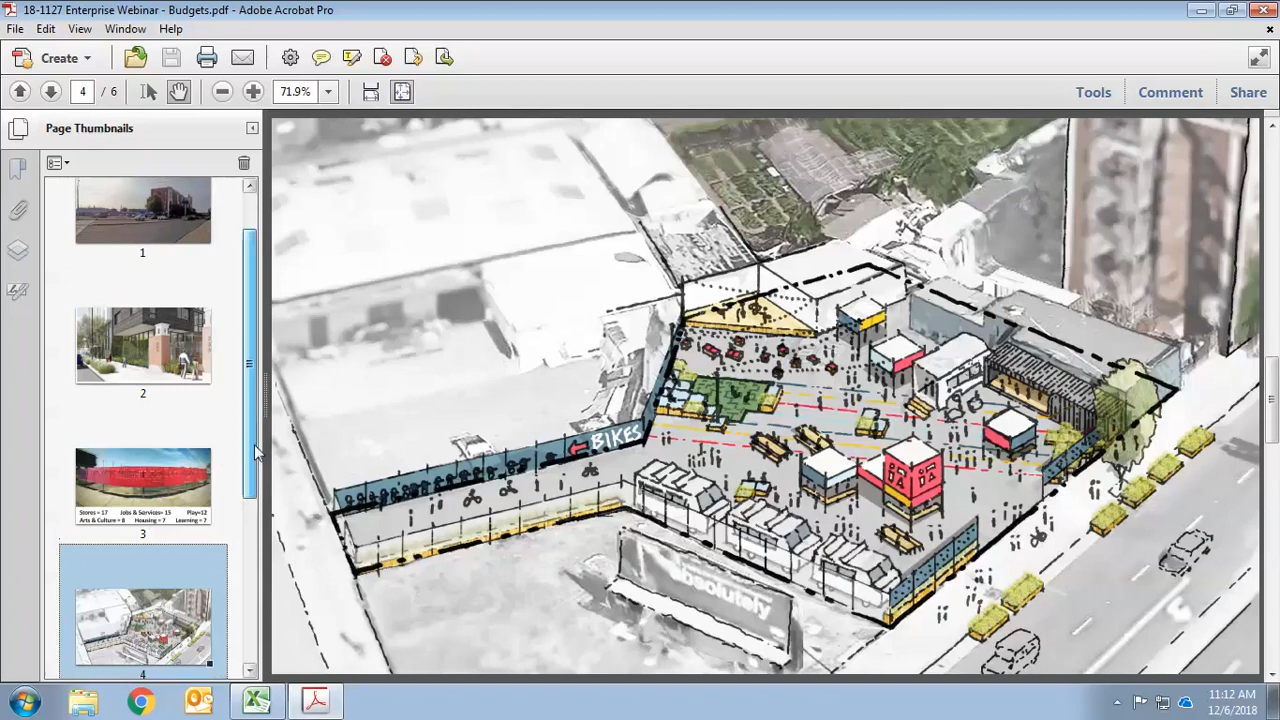 18-1127 Enterprise Webinar - Budgets.pdf - Adobe Acrobat Pro
File Edit View Window Help
Create
4 / 6 71.9% Tools Comment Share
Page Thumbnails
1
2
Stores = 17 Jobs & Services= 15 Play=12
Arts & Culture = 8 Housing = 7 Learning = 7
3
4
BIKES
Absolutely
11:12 AM
12/6/2018